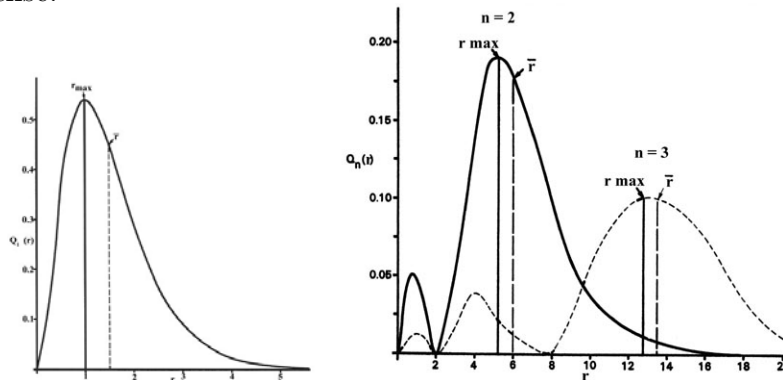 r max
r̄
0.5
0.4
0.3
Q₁ (r)
0.2
0.1
1 2 3 4 5
n = 2
r max
r̄
0.20
0.15
Qₙ(r)
n = 3
r max
r̄
0.10
0.05
0 2 4 6 8 10 12 14 16 18
r